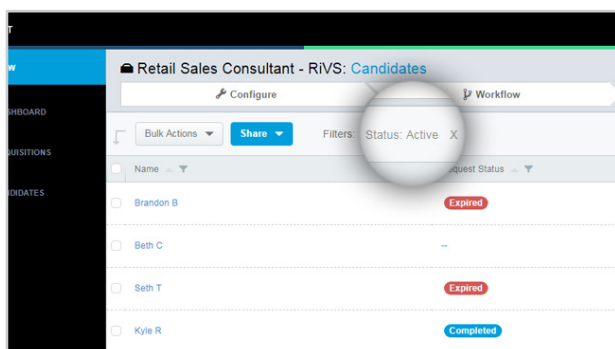 T
W
Retail Sales Consultant - RiVS: Candidates
Configure
Workflow
SHBOARD
Bulk Actions
Share
Filters:
Status: Active X
QUISITIONS
Name
quest Status
DIDATES
Brandon B
Expired
Beth C
--
Seth T
Expired
Kyle R
Completed